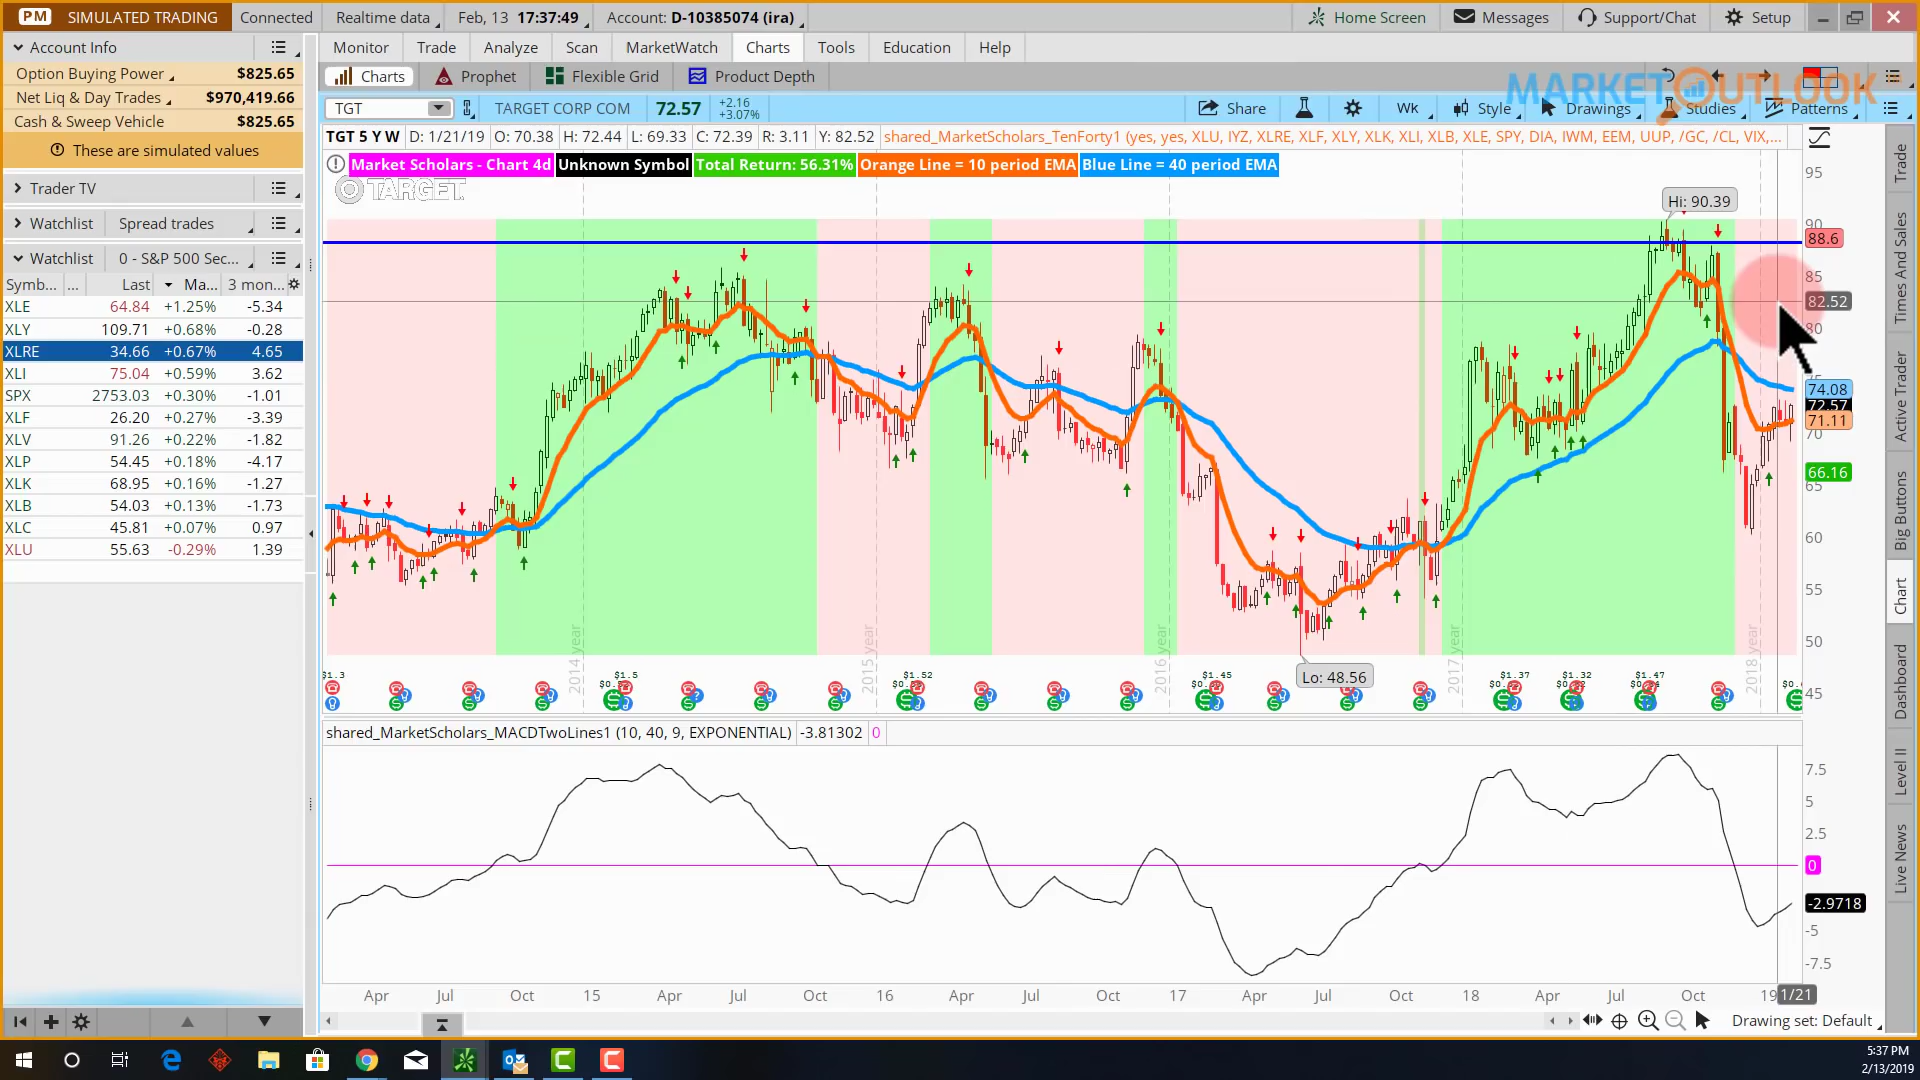 PM SIMULATED TRADING Connected Realtime data Feb, 13 17:37:49 Account: D-10385074 (ira) Home Screen Messages Support/Chat Setup
Account Info
Option Buying Power $825.65
Net Liq & Day Trades $970,419.66
Cash & Sweep Vehicle $825.65
These are simulated values
Trader TV
Watchlist Spread trades
Watchlist 0 - S&P 500 Sec...
Symb... ... Last Ma... 3 mon...
XLE 64.84 +1.25% -5.34
XLY 109.71 +0.68% -0.28
XLRE 34.66 +0.67% 4.65
XLI 75.04 +0.59% 3.62
SPX 2753.03 +0.30% -1.01
XLF 26.20 +0.27% -3.39
XLV 91.26 +0.22% -1.82
XLP 54.45 +0.18% -4.17
XLK 68.95 +0.16% -1.27
XLB 54.03 +0.13% -1.73
XLC 45.81 +0.07% 0.97
XLU 55.63 -0.29% 1.39
Monitor Trade Analyze Scan MarketWatch Charts Tools Education Help
Charts Prophet Flexible Grid Product Depth
MARKETOUTLOOK
TGT TARGET CORP COM 72.57 +2.16 +3.07% Share Wk Style Drawings Studies Patterns
TGT 5 Y W D: 1/21/19 O: 70.38 H: 72.44 L: 69.33 C: 72.39 R: 3.11 Y: 82.52 shared_MarketScholars_TenForty1 (yes, yes, XLU, IYZ, XLRE, XLF, XLY, XLK, XLI, XLB, XLE, SPY, DIA, IWM, EEM, UUP, /GC, /CL, VIX,...
Market Scholars - Chart 4d Unknown Symbol Total Return: 56.31% Orange Line = 10 period EMA Blue Line = 40 period EMA
TARGET
Hi: 90.39
Lo: 48.56
95
90
88.6
85
82.52
80
74.08
72.57
71.11
70
66.16
65
60
55
50
45
2014 year 2015 year 2016 year 2017 year 2018 year
$1.3 $1.5 $1.52 $1.45 $1.37 $1.32 $1.47
shared_MarketScholars_MACDTwoLines1 (10, 40, 9, EXPONENTIAL) -3.81302 0
7.5
5
2.5
0
-2.9718
-5
-7.5
Apr Jul Oct 15 Apr Jul Oct 16 Apr Jul Oct 17 Apr Jul Oct 18 Apr Jul Oct 19 1/21
Drawing set: Default
Trade
Times And Sales
Active Trader
Big Buttons
Chart
Dashboard
Level II
Live News
5:37 PM
2/13/2019